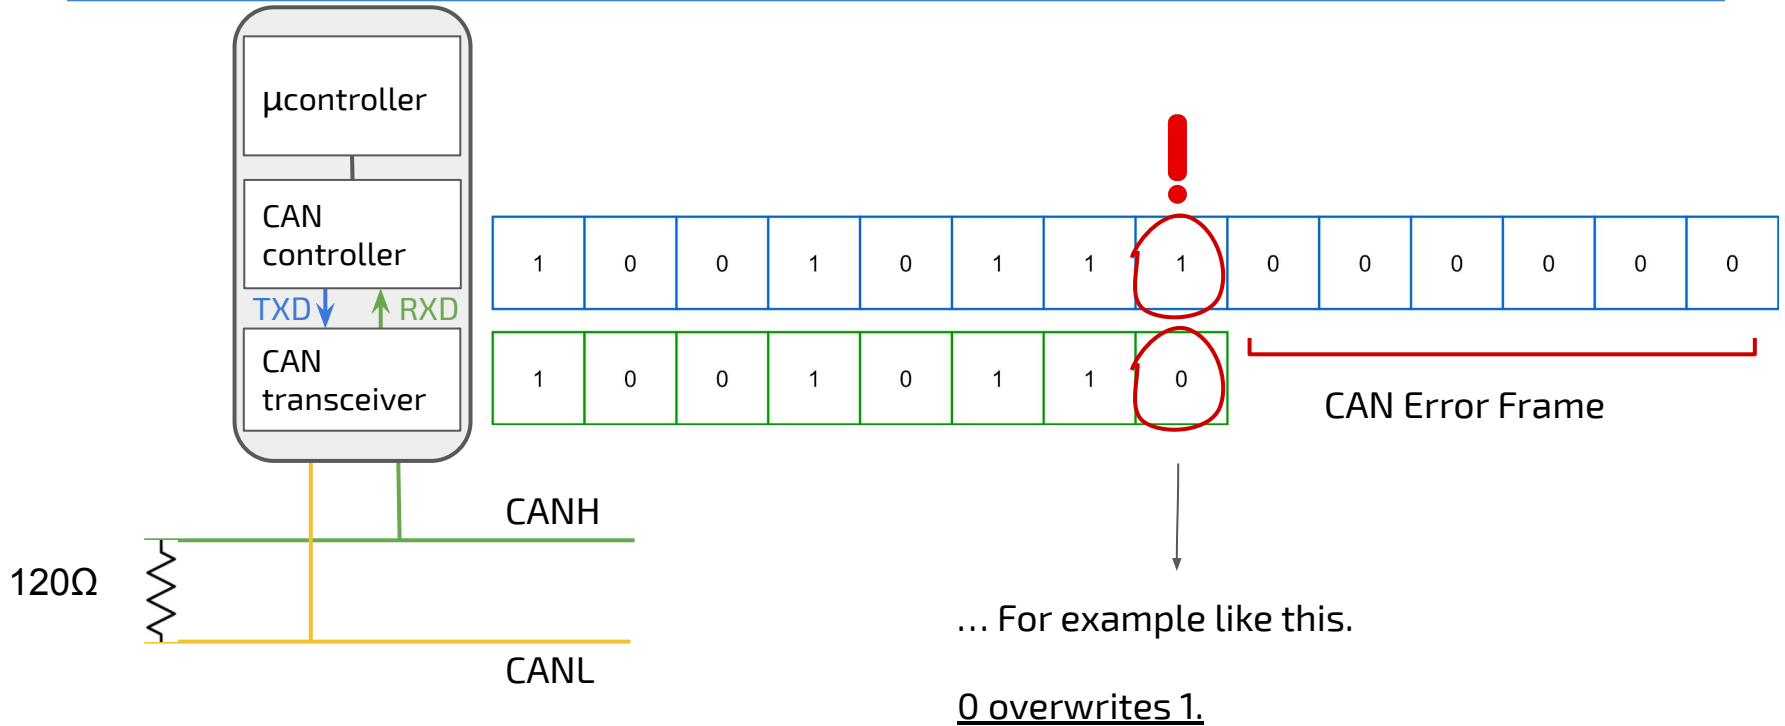 μcontroller
CAN
controller
TXD RXD
CAN
transceiver
1 0 0 1 0 1 1 1 0 0 0 0 0 0
1 0 0 1 0 1 1 0
CAN Error Frame
CANH
120Ω
CANL
... For example like this.
0 overwrites 1.